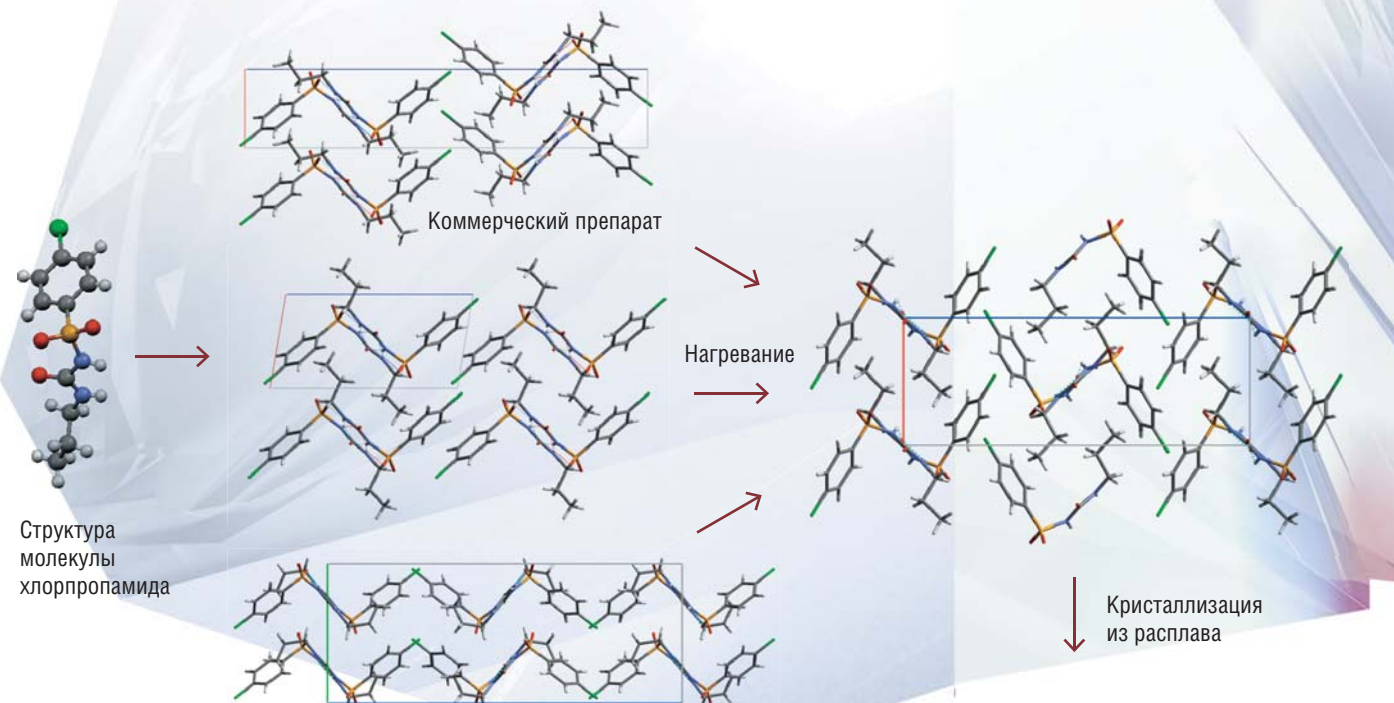 Коммерческий препарат
Нагревание
Структура
молекулы
хлорпропамида
Кристаллизация
из расплава